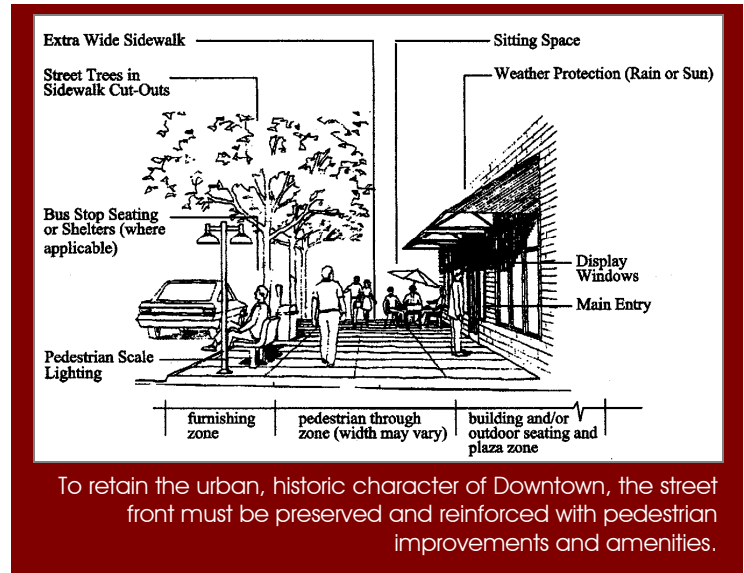 Extra Wide Sidewalk
Sitting Space
Street Trees in
Sidewalk Cut-Outs
Weather Protection (Rain or Sun)
Bus Stop Seating
or Shelters (where
applicable)
Display
Windows
Main Entry
Pedestrian Scale
Lighting
furnishing
zone
pedestrian through
zone (width may vary)
building and/or
outdoor seating and
plaza zone
To retain the urban, historic character of Downtown, the street
front must be preserved and reinforced with pedestrian
improvements and amenities.